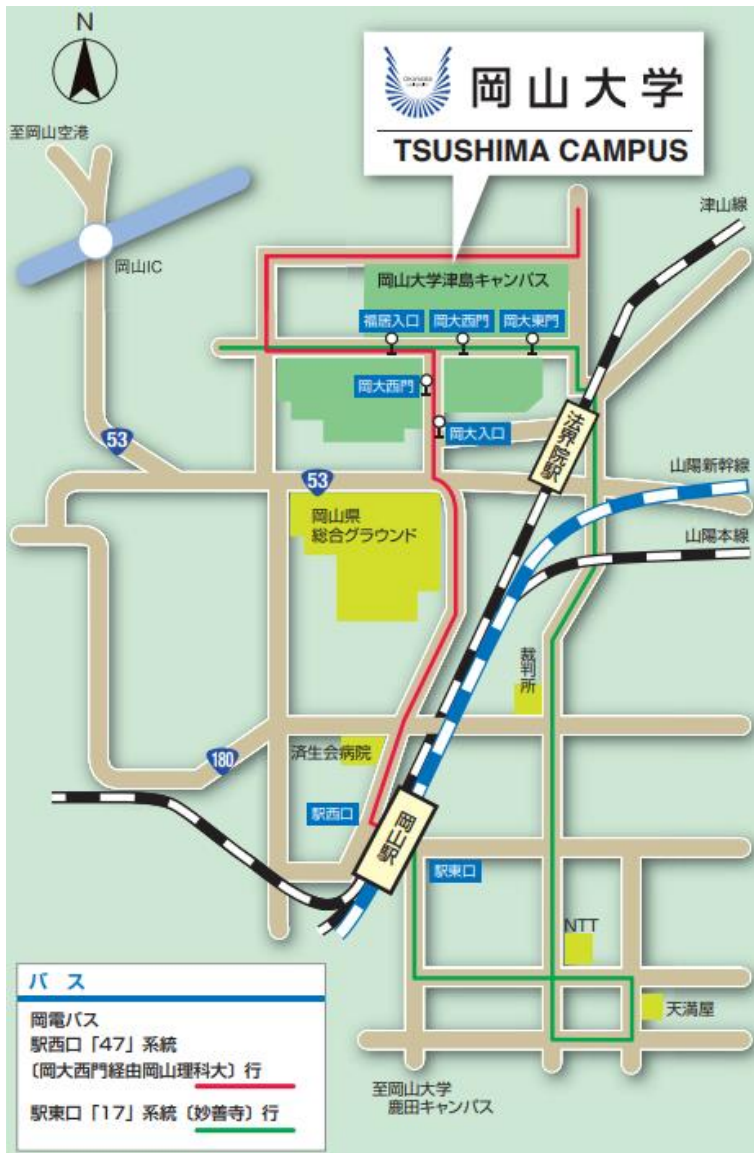 N
岡山大学
TSUSHIMA CAMPUS
至岡山空港
津山線
岡山IC
岡山大学津島キャンパス
福居入口
岡大西門
岡大東門
岡大西門
岡大入口
法界院駅
53
53
山陽新幹線
岡山県
総合グラウンド
山陽本線
裁判所
180
済生会病院
駅西口
岡山駅
駅東口
NTT
天満屋
バス
岡電バス
駅西口「47」系統
〔岡大西門経由岡山理科大〕行
駅東口「17」系統〔妙善寺〕行
至岡山大学
鹿田キャンパス